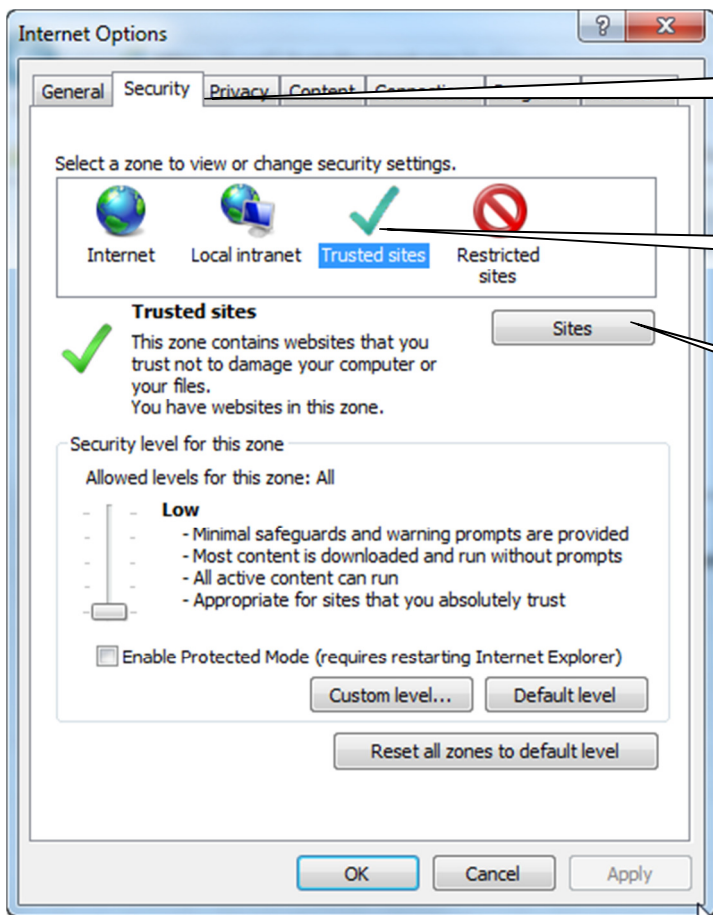 Internet Options
General Security Privacy Content
Select a zone to view or change security settings.
Internet Local intranet Trusted sites Restricted sites
Trusted sites
Sites
This zone contains websites that you
trust not to damage your computer or
your files.
You have websites in this zone.
Security level for this zone
Allowed levels for this zone: All
Low
- Minimal safeguards and warning prompts are provided
- Most content is downloaded and run without prompts
- All active content can run
- Appropriate for sites that you absolutely trust
Enable Protected Mode (requires restarting Internet Explorer)
Custom level... Default level
Reset all zones to default level
OK Cancel Apply